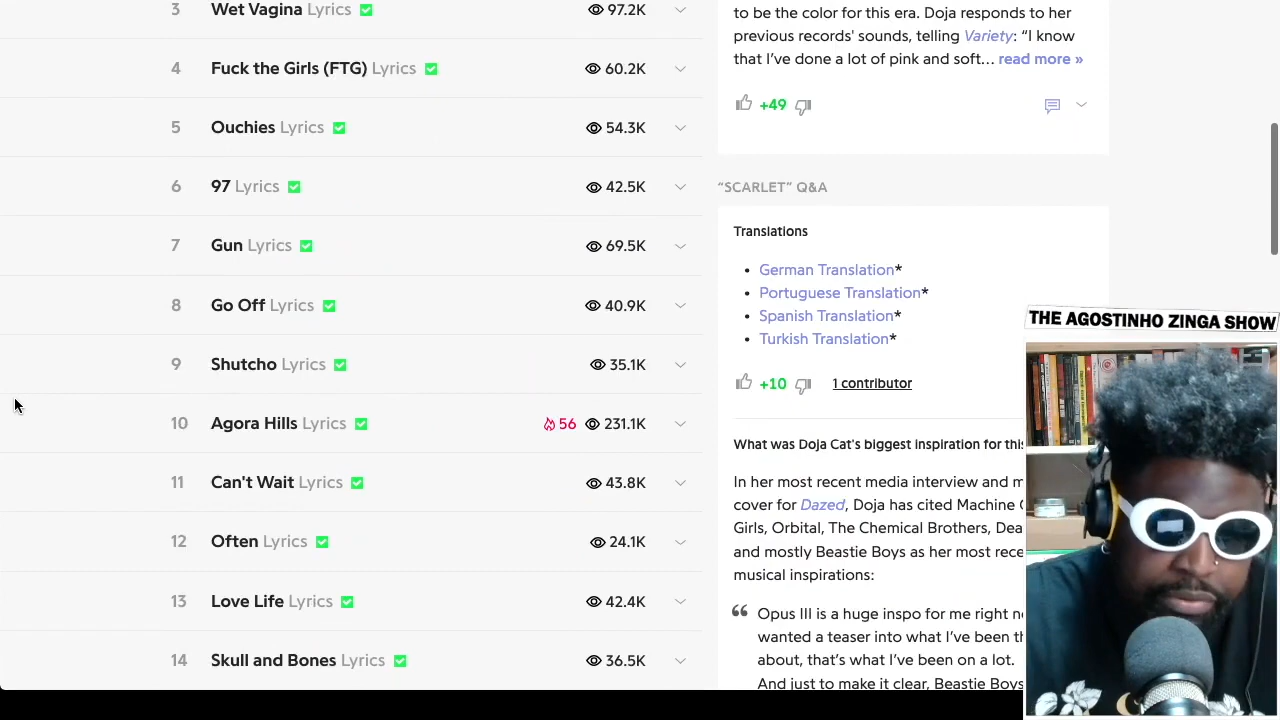 3 Wet Vagina Lyrics 97.2K
4 Fuck the Girls (FTG) Lyrics 60.2K
5 Ouchies Lyrics 54.3K
6 97 Lyrics 42.5K
7 Gun Lyrics 69.5K
8 Go Off Lyrics 40.9K
9 Shutcho Lyrics 35.1K
10 Agora Hills Lyrics 56 231.1K
11 Can't Wait Lyrics 43.8K
12 Often Lyrics 24.1K
13 Love Life Lyrics 42.4K
14 Skull and Bones Lyrics 36.5K
to be the color for this era. Doja responds to her
previous records' sounds, telling Variety: “I know
that I’ve done a lot of pink and soft… read more »
+49
“SCARLET” Q&A
Translations
• German Translation*
• Portuguese Translation*
• Spanish Translation*
• Turkish Translation*
+10 1 contributor
What was Doja Cat's biggest inspiration for
In her most recent media interview and
cover for Dazed, Doja has cited Machine
Girls, Orbital, The Chemical Brothers,
and mostly Beastie Boys as her most
musical inspirations:
Opus III is a huge inspo for me right
wanted a teaser into what I’ve been
about, that’s what I’ve been on a lot.
And just to make it clear, Beastie Boys
THE AGOSTINHO ZINGA SHOW